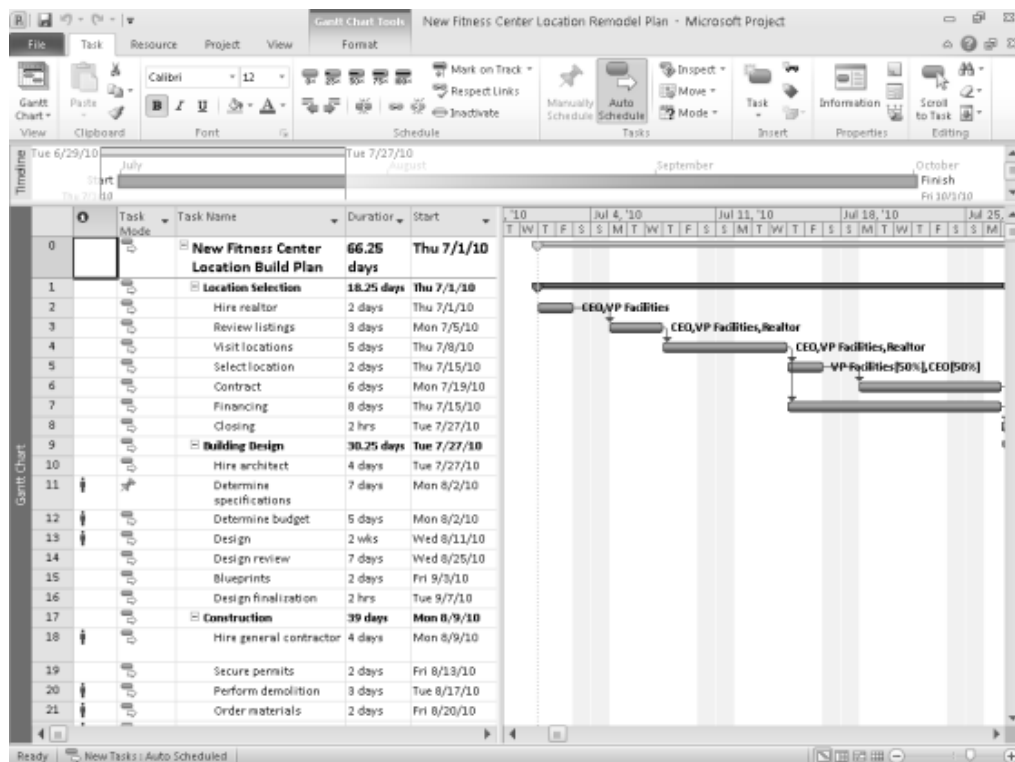 Gantt Chart Tools New Fitness Center Location Remodel Plan - Microsoft Project
File Task Resource Project View Format
Calibri 12 Mark on Track Inspect
Respect Links Move
Gantt Chart Paste B I U A Inactivate Manually Schedule Auto Schedule Mode Task Information Scroll to Task
View Clipboard Font Schedule Tasks Insert Properties Editing
Timeline
Tue 6/29/10 Tue 7/27/10
July August September October
Start Finish
Fri 10/1/10
Task Mode Task Name Duration Start , '10 Jul 4, '10 Jul 11, '10 Jul 18, '10 Jul 25,
T W T F S S M T W T F S S M T W T F S S M T W T F S S M
0 New Fitness Center Location Build Plan 66.25 days Thu 7/1/10
1 Location Selection 18.25 days Thu 7/1/10
2 Hire realtor 2 days Thu 7/1/10 CEO,VP Facilities
3 Review listings 3 days Mon 7/5/10 CEO,VP Facilities,Realtor
4 Visit locations 5 days Thu 7/8/10 CEO,VP Facilities,Realtor
5 Select location 2 days Thu 7/15/10 VP Facilities[50%],CEO[50%]
6 Contract 6 days Mon 7/19/10
7 Financing 8 days Thu 7/15/10
8 Closing 2 hrs Tue 7/27/10
9 Building Design 30.25 days Tue 7/27/10
10 Hire architect 4 days Tue 7/27/10
11 Determine specifications 7 days Mon 8/2/10
12 Determine budget 5 days Mon 8/2/10
13 Design 2 wks Wed 8/11/10
14 Design review 7 days Wed 8/25/10
15 Blueprints 2 days Fri 9/3/10
16 Design finalization 2 hrs Tue 9/7/10
17 Construction 39 days Mon 8/9/10
18 Hire general contractor 4 days Mon 8/9/10
19 Secure permits 2 days Fri 8/13/10
20 Perform demolition 3 days Tue 8/17/10
21 Order materials 2 days Fri 8/20/10
Gantt Chart
Ready New Tasks : Auto Scheduled